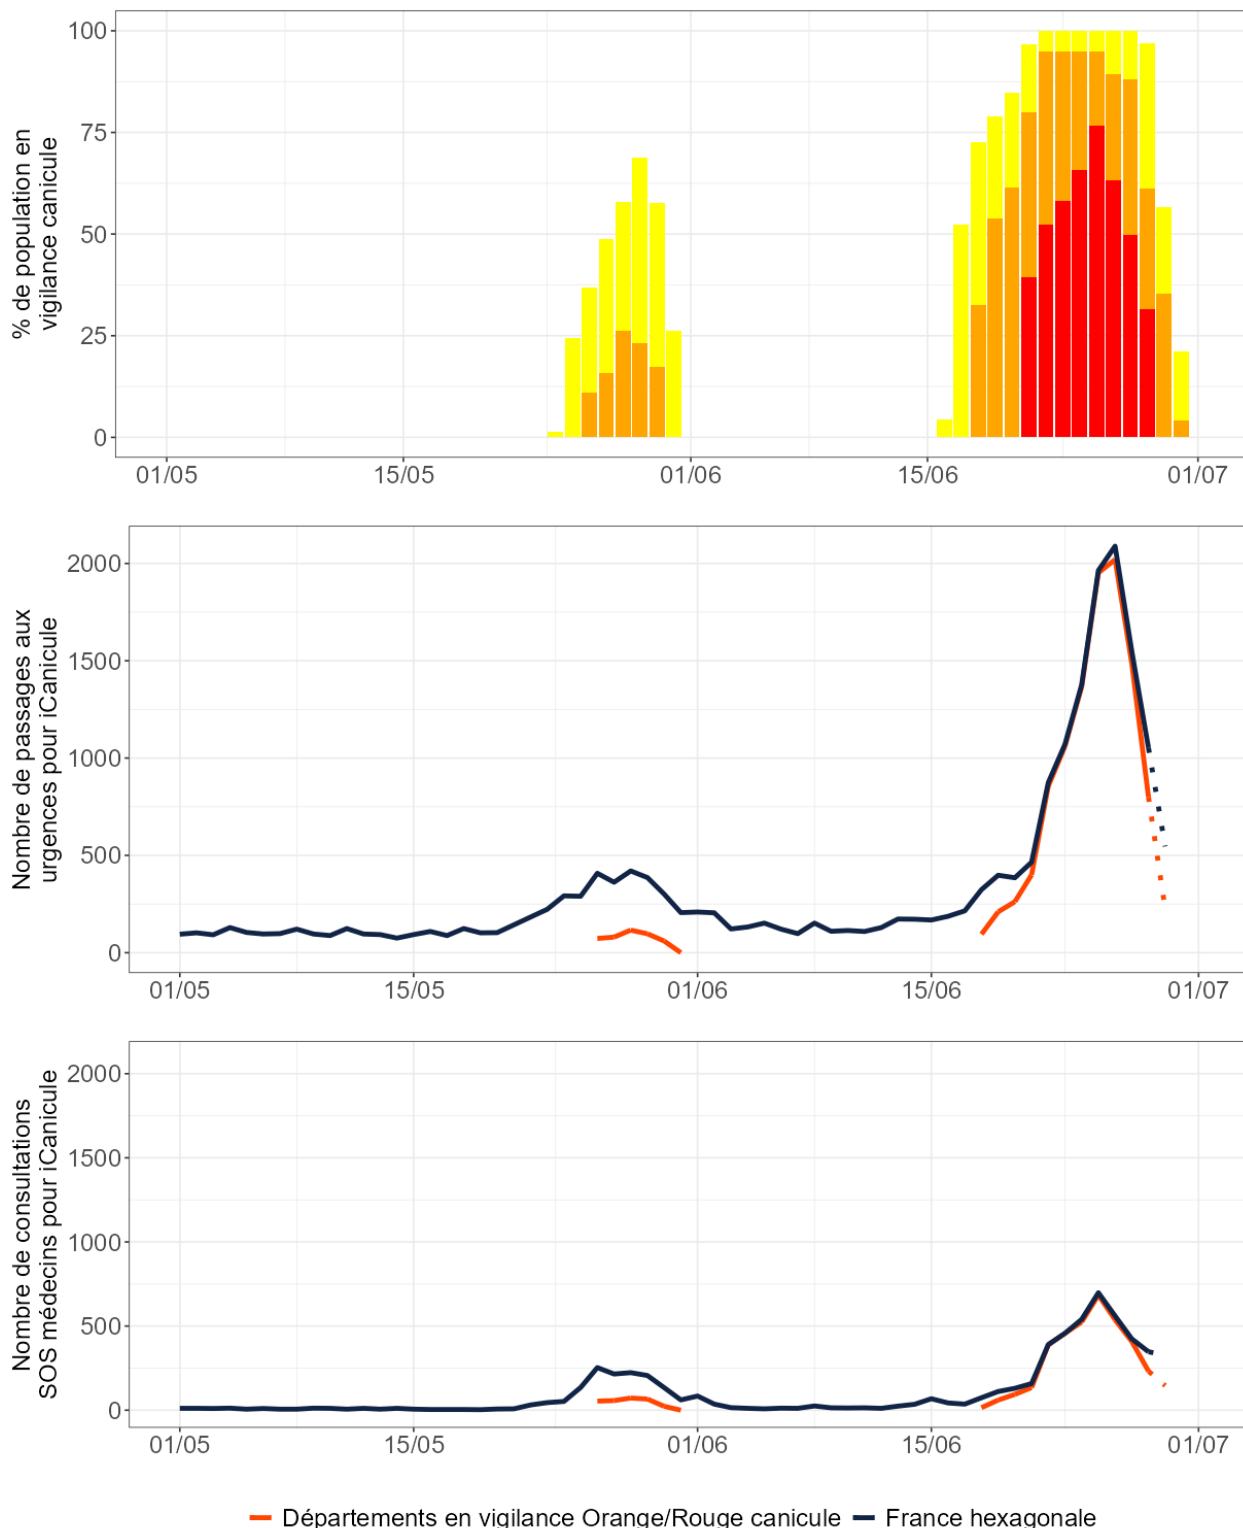 % de population en
vigilance canicule
100
75
50
25
0
01/05 15/05 01/06 15/06 01/07
Nombre de passages aux
urgences pour iCanicule
2000
1500
1000
500
0
01/05 15/05 01/06 15/06 01/07
Nombre de consultations
SOS médecins pour iCanicule
2000
1500
1000
500
0
01/05 15/05 01/06 15/06 01/07
Départements en vigilance Orange/Rouge canicule France hexagonale